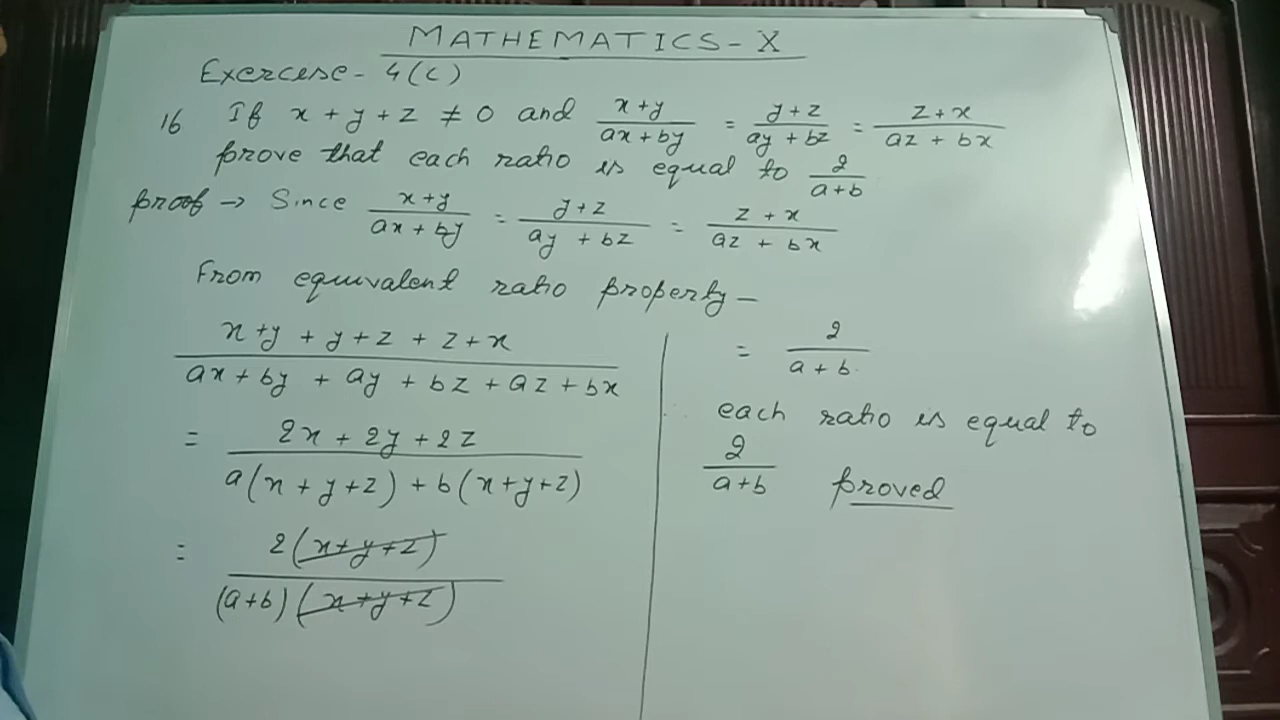 MATHEMATICS - X
Exercise - 4(C)
16 If x + y + z ≠ 0 and (x+y)/(ax+by) = (y+z)/(ay+bz) = (z+x)/(az+bx)
prove that each ratio is equal to 2/(a+b)
proof → Since (x+y)/(ax+by) = (y+z)/(ay+bz) = (z+x)/(az+bx)
From equivalent ratio property -
x+y + y+z + z+x
ax+by + ay + bz + az + bx
= (2x + 2y + 2z)/(a(x+y+z) + b(x+y+z))
= 2(x+y+z)/((a+b)(x+y+z))
= 2/(a+b)
each ratio is equal to
2/(a+b) proved